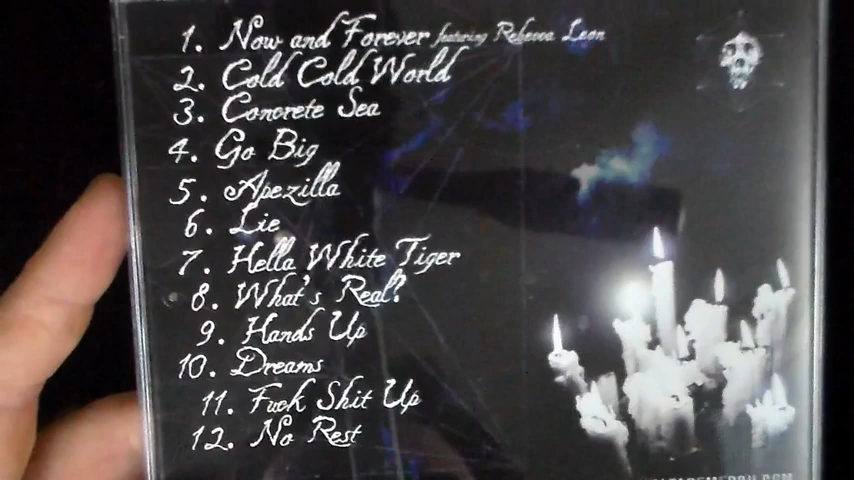 1. Now and Forever featuring Rebecca Leon
2. Cold Cold World
3. Concrete Sea
4. Go Big
5. Apezilla
6. Lie
7. Hella White Tiger
8. What's Real?
9. Hands Up
10. Dreams
11. Fuck Shit Up
12. No Rest